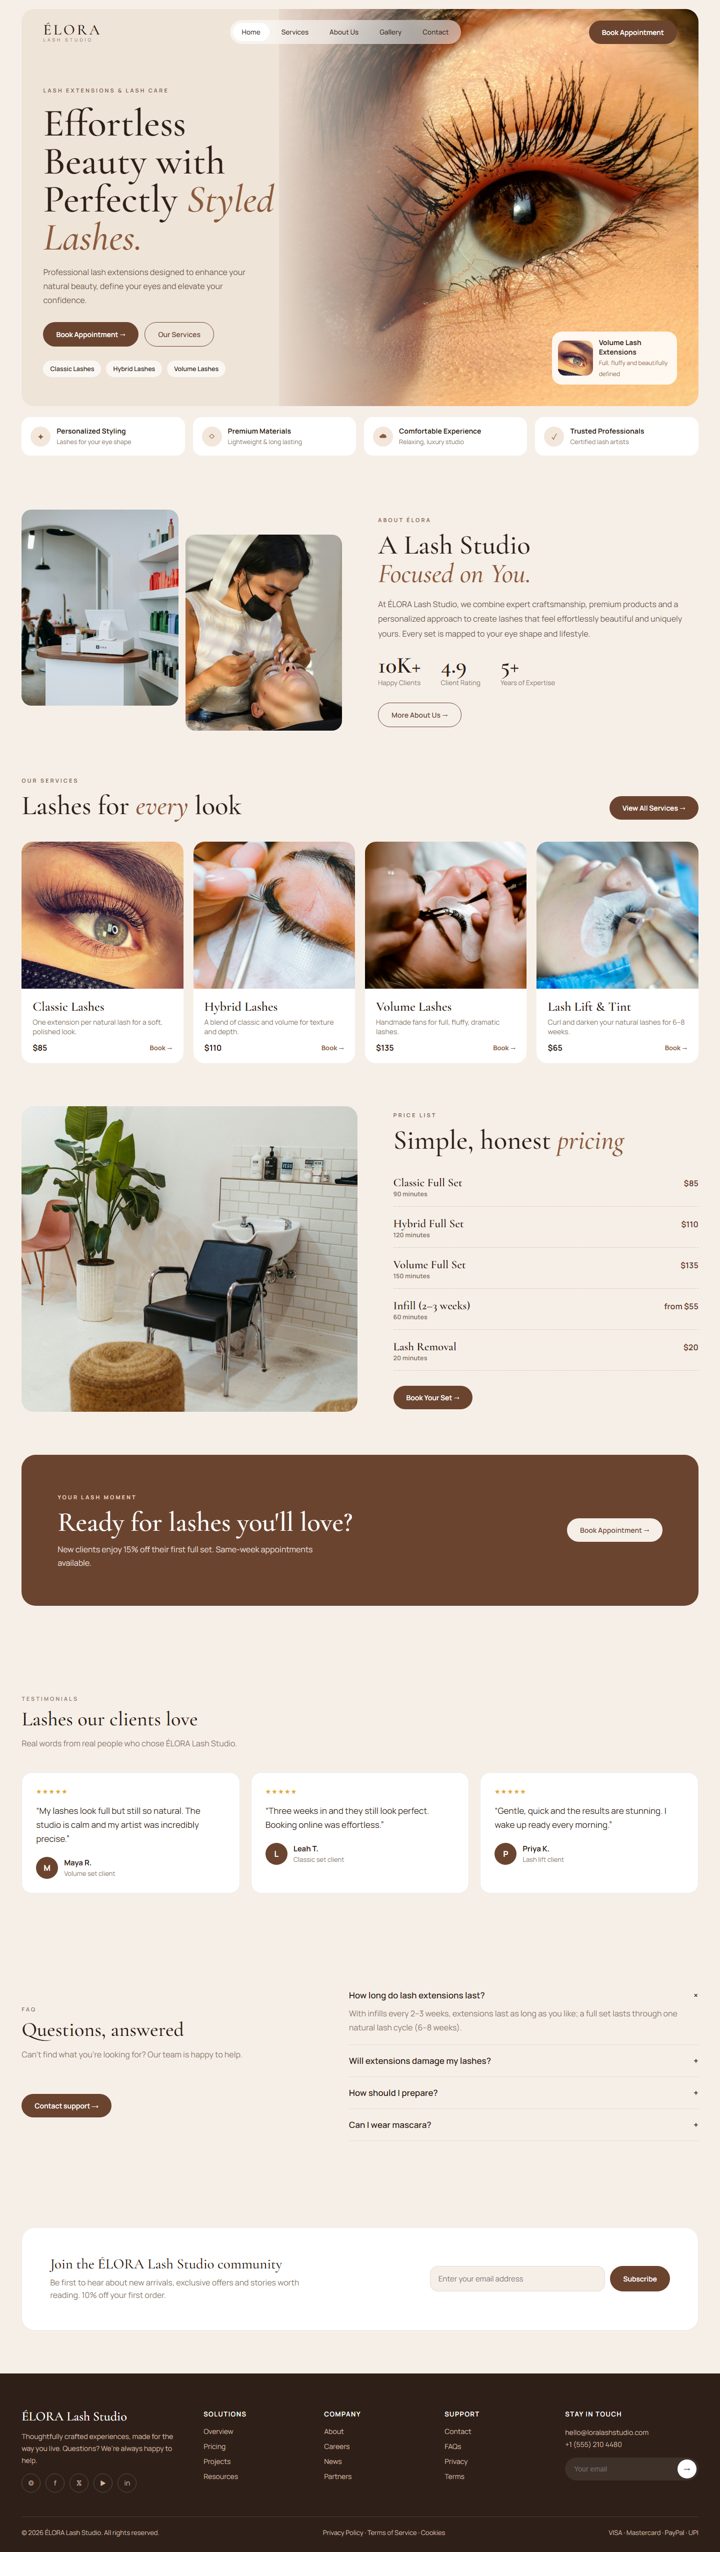 ÉLORA
LASH STUDIO
Home
Services
About Us
Gallery
Contact
Book Appointment
LASH EXTENSIONS & LASH CARE
Effortless
Beauty with
Perfectly Styled
Lashes.
Professional lash extensions designed to enhance your
natural beauty, define your eyes and elevate your
confidence.
Book Appointment →
Our Services
Classic Lashes
Hybrid Lashes
Volume Lashes
Volume Lash
Extensions
Full, fluffy and beautifully
defined
Personalized Styling
Lashes for your eye shape
Premium Materials
Lightweight & long lasting
Comfortable Experience
Relaxing, luxury studio
Trusted Professionals
Certified lash artists
ABOUT ÉLORA
A Lash Studio
Focused on You.
At ÉLORA Lash Studio, we combine expert craftsmanship, premium products and a
personalized approach to create lashes that feel effortlessly beautiful and uniquely
yours. Every set is mapped to your eye shape and lifestyle.
10K+
Happy Clients
4.9
Client Rating
5+
Years of Expertise
More About Us →
OUR SERVICES
Lashes for every look
View All Services →
Classic Lashes
One extension per natural lash for a soft,
polished look.
$85
Book →
Hybrid Lashes
A blend of classic and volume for texture
and depth.
$110
Book →
Volume Lashes
Handmade fans for full, fluffy, dramatic
lashes.
$135
Book →
Lash Lift & Tint
Curl and darken your natural lashes for 6–8
weeks.
$65
Book →
PRICE LIST
Simple, honest pricing
Classic Full Set
90 minutes
$85
Hybrid Full Set
120 minutes
$110
Volume Full Set
150 minutes
$135
Infill (2–3 weeks)
60 minutes
from $55
Lash Removal
20 minutes
$20
Book Your Set →
YOUR LASH MOMENT
Ready for lashes you'll love?
New clients enjoy 15% off their first full set. Same-week appointments
available.
Book Appointment →
TESTIMONIALS
Lashes our clients love
Real words from real people who chose ÉLORA Lash Studio.
★★★★★
“My lashes look full but still so natural. The
studio is calm and my artist was incredibly
precise.”
M
Maya R.
Volume set client
★★★★★
“Three weeks in and they still look perfect.
Booking online was effortless.”
L
Leah T.
Classic set client
★★★★★
“Gentle, quick and the results are stunning. I
wake up ready every morning.”
P
Priya K.
Lash lift client
FAQ
Questions, answered
Can't find what you're looking for? Our team is happy to help.
Contact support →
How long do lash extensions last?
With infills every 2–3 weeks, extensions last as long as you like; a full set lasts through one
natural lash cycle (6–8 weeks).
Will extensions damage my lashes?
+
How should I prepare?
+
Can I wear mascara?
+
Join the ÉLORA Lash Studio community
Be first to hear about new arrivals, exclusive offers and stories worth
reading. 10% off your first order.
Enter your email address
Subscribe
ÉLORA Lash Studio
Thoughtfully crafted experiences, made for the
way you live. Questions? We're always happy to
help.
f
X
in
SOLUTIONS
Overview
Pricing
Projects
Resources
COMPANY
About
Careers
News
Partners
SUPPORT
Contact
FAQs
Privacy
Terms
STAY IN TOUCH
hello@loralashstudio.com
+1 (555) 210 4480
Your email
→
© 2026 ÉLORA Lash Studio. All rights reserved.
Privacy Policy · Terms of Service · Cookies
VISA · Mastercard · PayPal · UPI